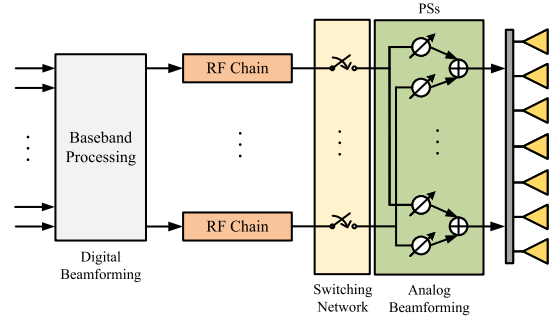 PSs
RF Chain
Baseband
Processing
RF Chain
Digital
Beamforming
Switching
Network
Analog
Beamforming